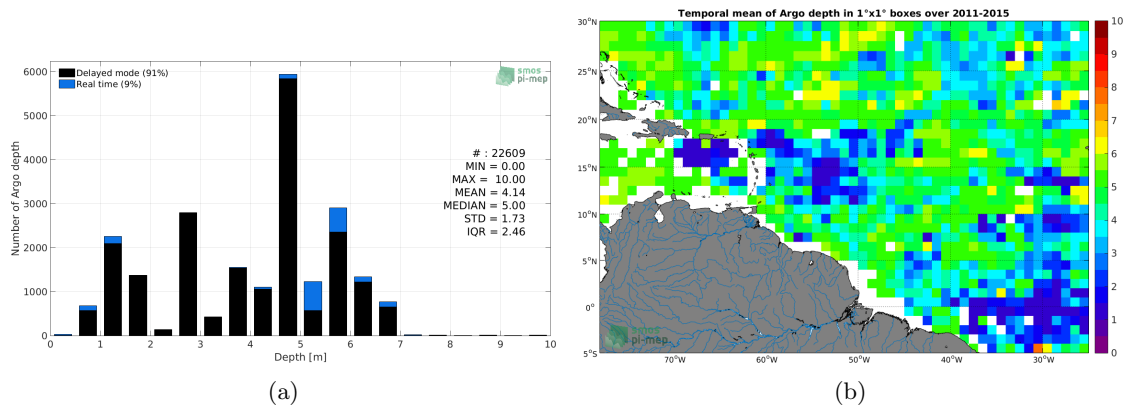 Delayed mode (91%)
Real time (9%)
smos
pi-mep
Number of Argo depth
6000
5000
4000
3000
2000
1000
0
# : 22609
MIN = 0.00
MAX = 10.00
MEAN = 4.14
MEDIAN = 5.00
STD = 1.73
IQR = 2.46
0 1 2 3 4 5 6 7 8 9 10
Depth [m]
(a)
Temporal mean of Argo depth in 1°x1° boxes over 2011-2015
30°N
25°N
20°N
15°N
10°N
5°N
0°
5°S
70°W 60°W 50°W 40°W 30°W
smos
pi-mep
10
9
8
7
6
5
4
3
2
1
0
(b)